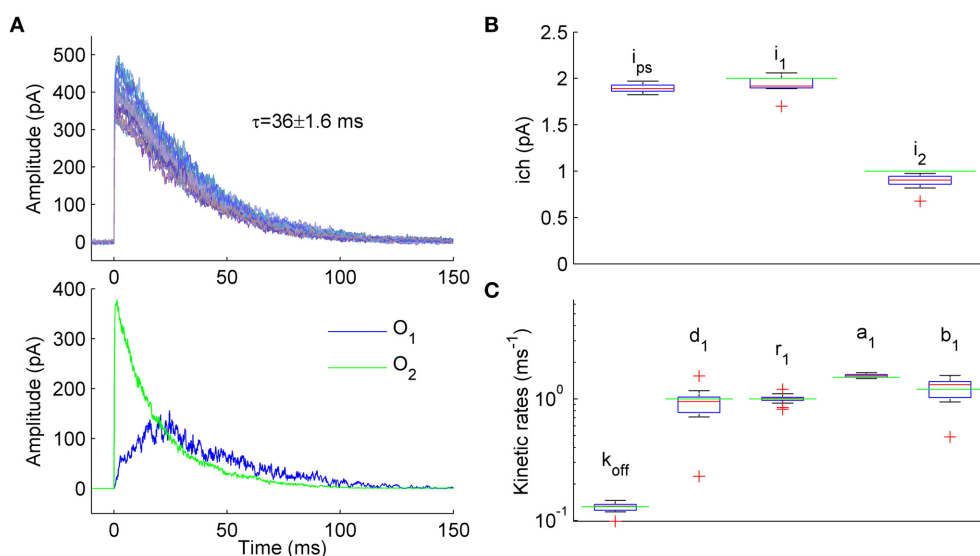 A
500
400
300
200
100
0
Amplitude (pA)
τ=36±1.6 ms
0 50 100 150
400
300
200
100
0
Amplitude (pA)
O1
O2
0 50 100 150
Time (ms)
B
2.5
2
1.5
1
0.5
0
ich (pA)
ips
i1
i2
C
10^0
10^-1
Kinetic rates (ms^-1)
koff
d1
r1
a1
b1